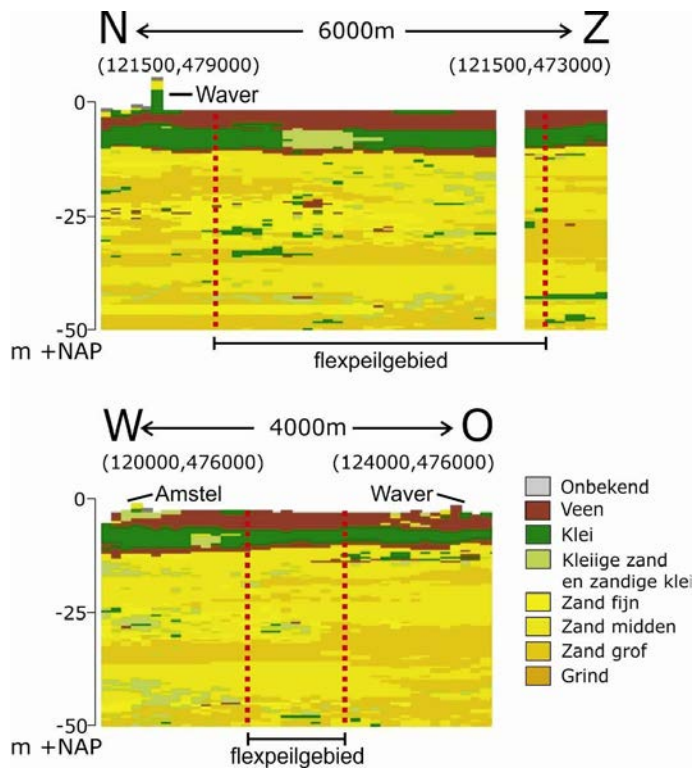 N 6000m Z
(121500,479000) (121500,473000)
0
Waver
-25
-50
m +NAP
flexpeilgebied
W 4000m O
(120000,476000) (124000,476000)
0
Amstel Waver
-25
-50
m +NAP
flexpeilgebied
Onbekend
Veen
Klei
Kleiige zand
en zandige klei
Zand fijn
Zand midden
Zand grof
Grind